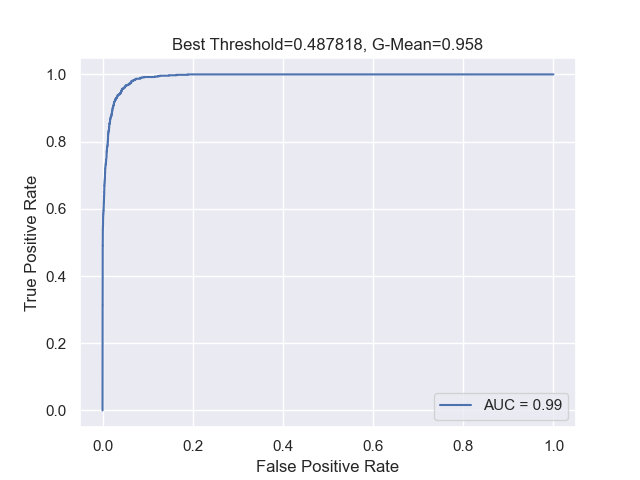 Best Threshold=0.487818, G-Mean=0.958
1.0
0.8
0.6
0.4
0.2
0.0
True Positive Rate
AUC = 0.99
0.0 0.2 0.4 0.6 0.8 1.0
False Positive Rate